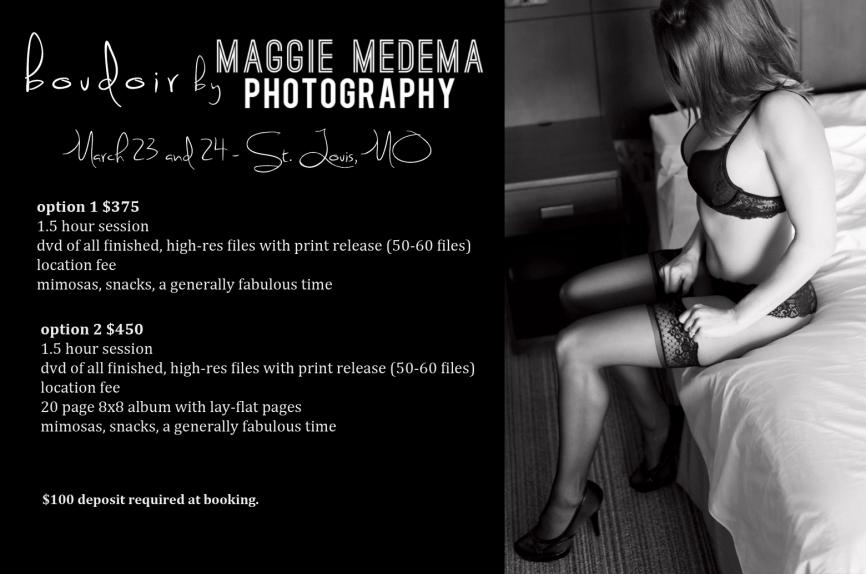 boudoir by MAGGIE MEDEMA
PHOTOGRAPHY
March 23 and 24 - St. Louis, MO
option 1 $375
1.5 hour session
dvd of all finished, high-res files with print release (50-60 files)
location fee
mimosas, snacks, a generally fabulous time
option 2 $450
1.5 hour session
dvd of all finished, high-res files with print release (50-60 files)
location fee
20 page 8x8 album with lay-flat pages
mimosas, snacks, a generally fabulous time
$100 deposit required at booking.